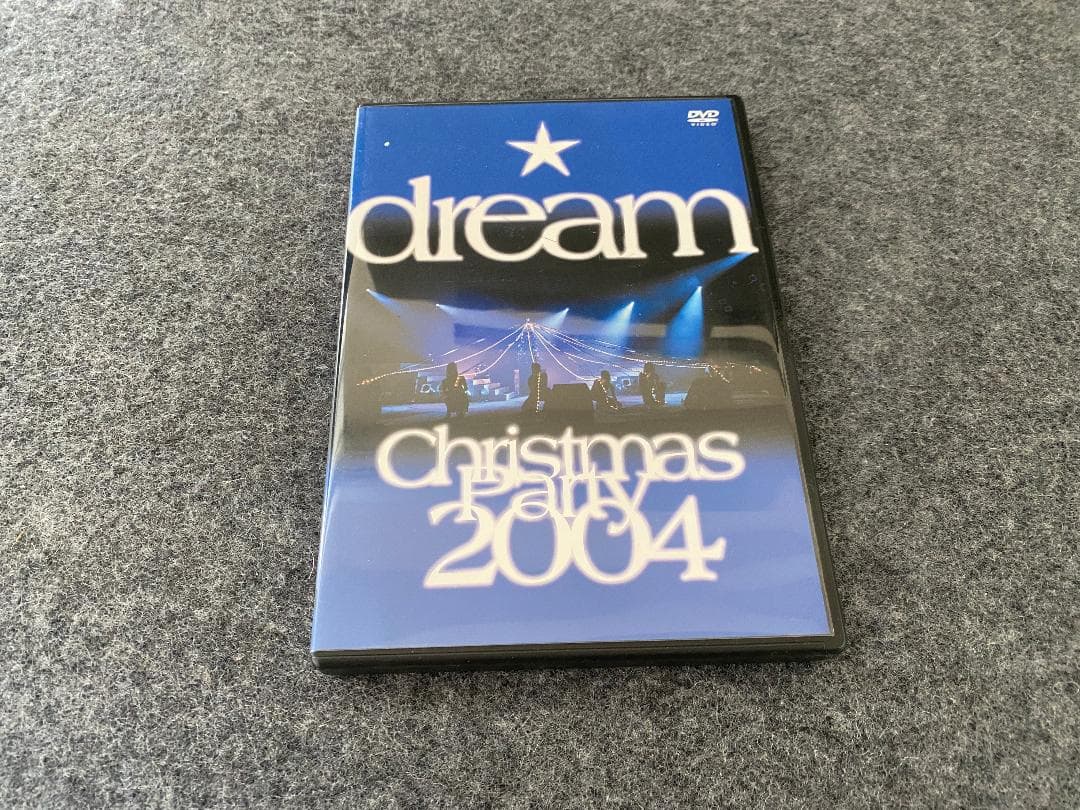 DVD
VIDEO
dream
Christmas
Party
2004